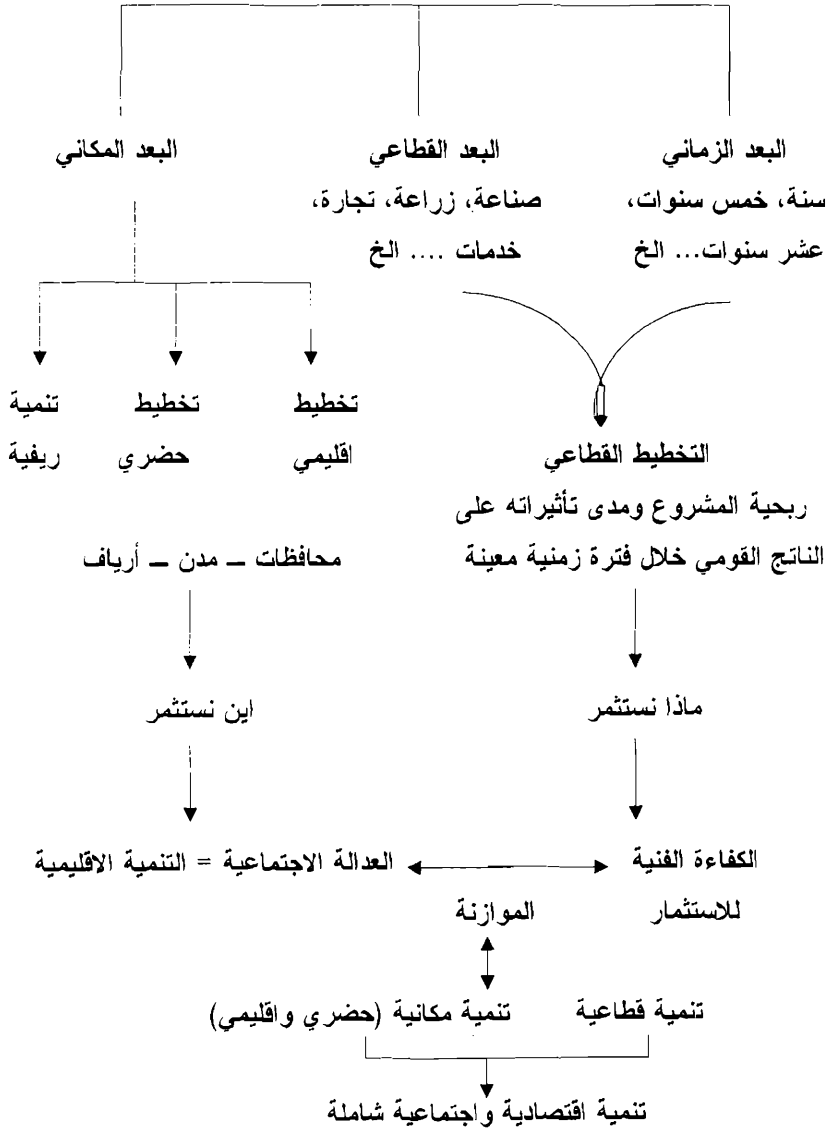 البعد الزماني
سنة، خمس سنوات،
عشر سنوات... الخ
البعد القطاعي
صناعة، زراعة، تجارة،
خدمات .... الخ
البعد المكاني
تخطيط
اقليمي
تخطيط
حضري
تنمية
ريفية
التخطيط القطاعي
ربحية المشروع ومدى تأثيراته على
الناتج القومي خلال فترة زمنية معينة
محافظات – مدن – أرياف
ماذا نستثمر
اين نستثمر
الكفاءة الفنية
للاستثمار
العدالة الاجتماعية = التنمية الاقليمية
الموازنة
تنمية قطاعية
تنمية مكانية (حضري واقليمي)
تنمية اقتصادية واجتماعية شاملة